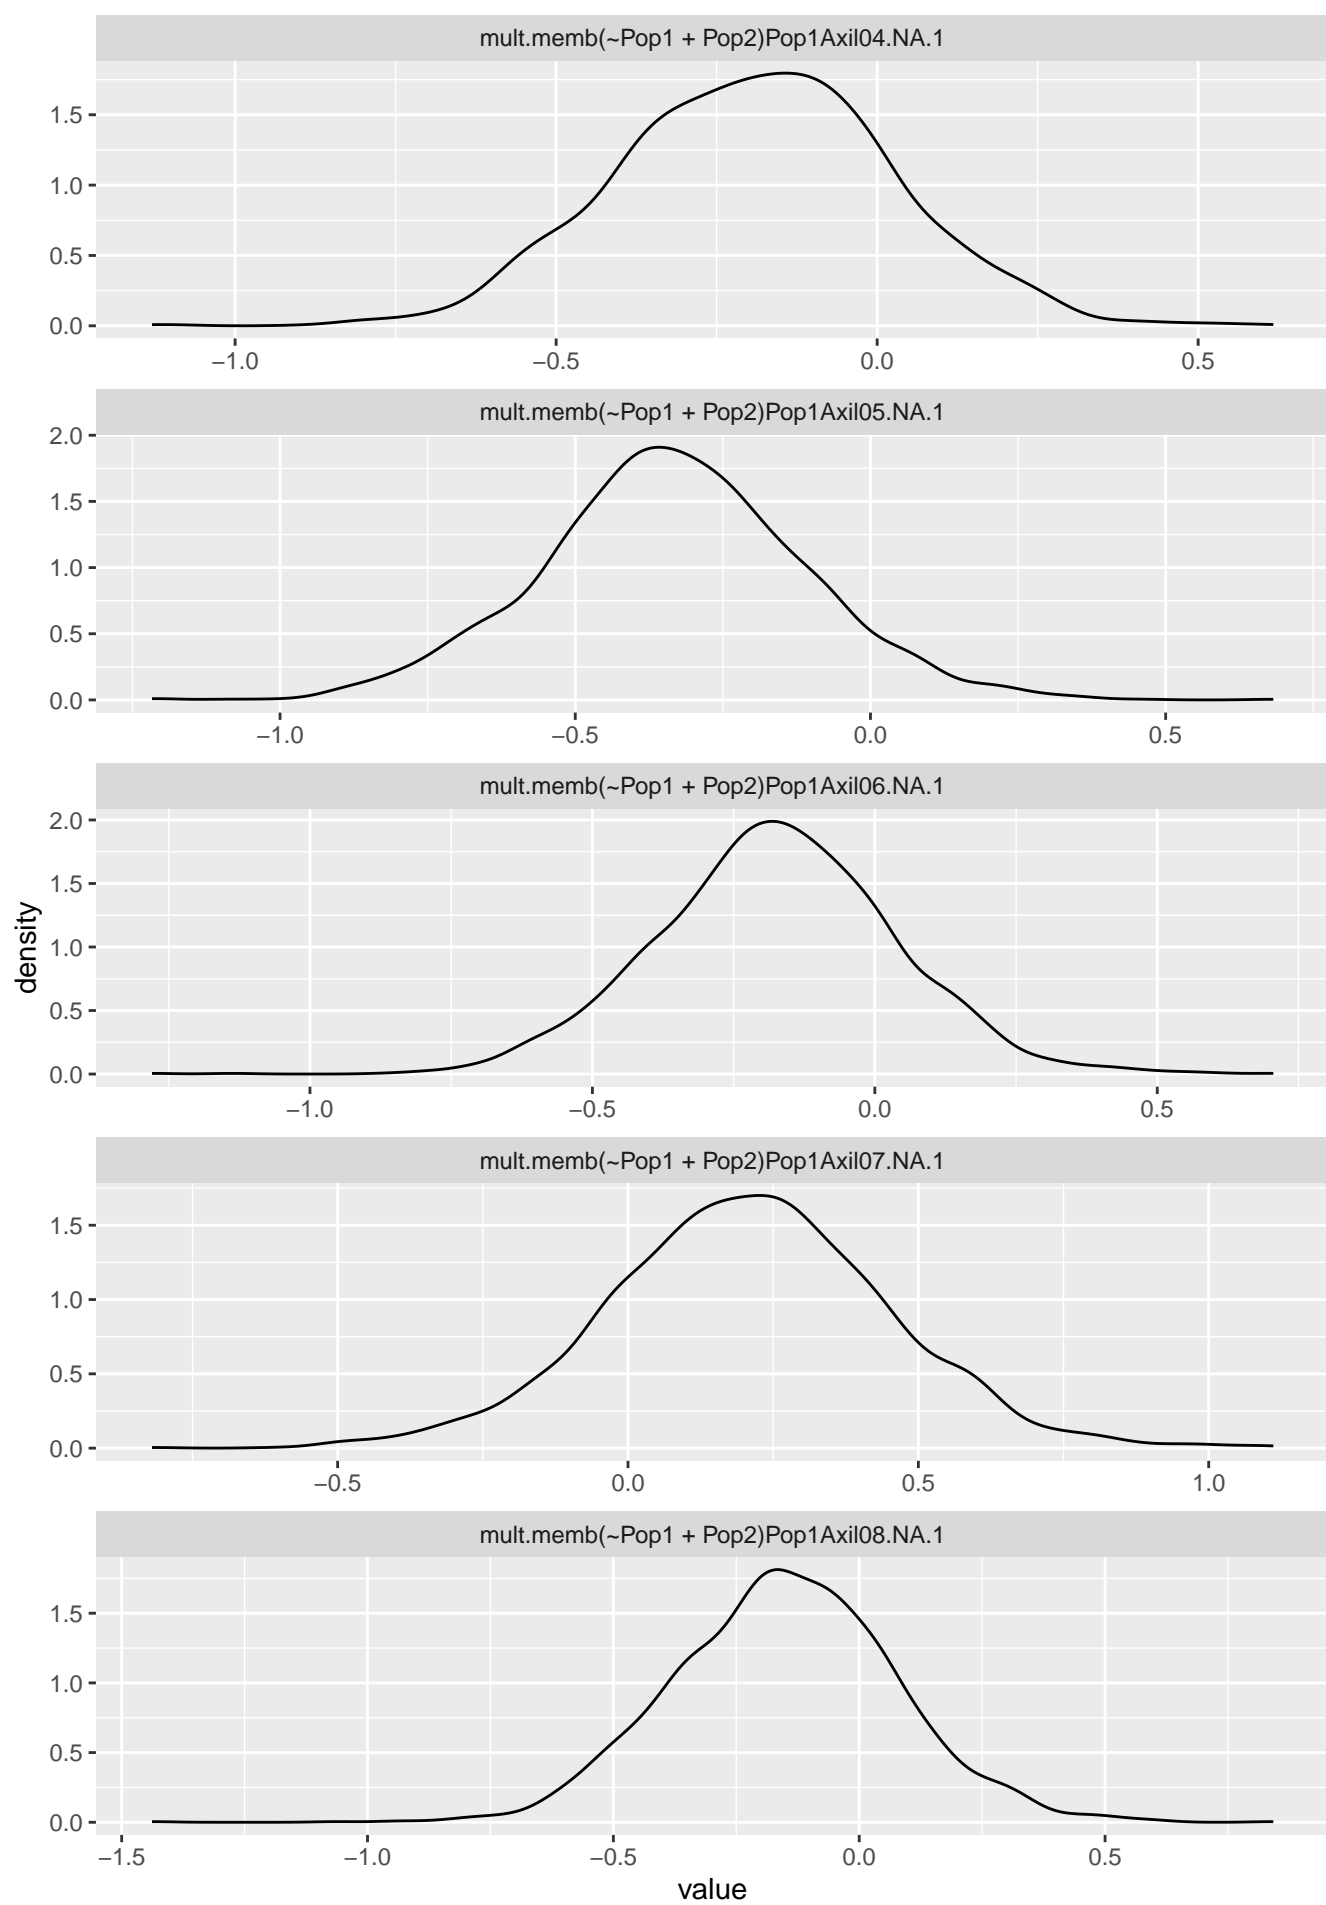 mult.memb(~Pop1 + Pop2)Pop1Axil04.NA.1
1.5
1.0
0.5
0.0
−1.0 −0.5 0.0 0.5
mult.memb(~Pop1 + Pop2)Pop1Axil05.NA.1
2.0
1.5
1.0
0.5
0.0
−1.0 −0.5 0.0 0.5
mult.memb(~Pop1 + Pop2)Pop1Axil06.NA.1
2.0
1.5
1.0
0.5
0.0
−1.0 −0.5 0.0 0.5
density
mult.memb(~Pop1 + Pop2)Pop1Axil07.NA.1
1.5
1.0
0.5
0.0
−0.5 0.0 0.5 1.0
mult.memb(~Pop1 + Pop2)Pop1Axil08.NA.1
1.5
1.0
0.5
0.0
−1.5 −1.0 −0.5 0.0 0.5
value